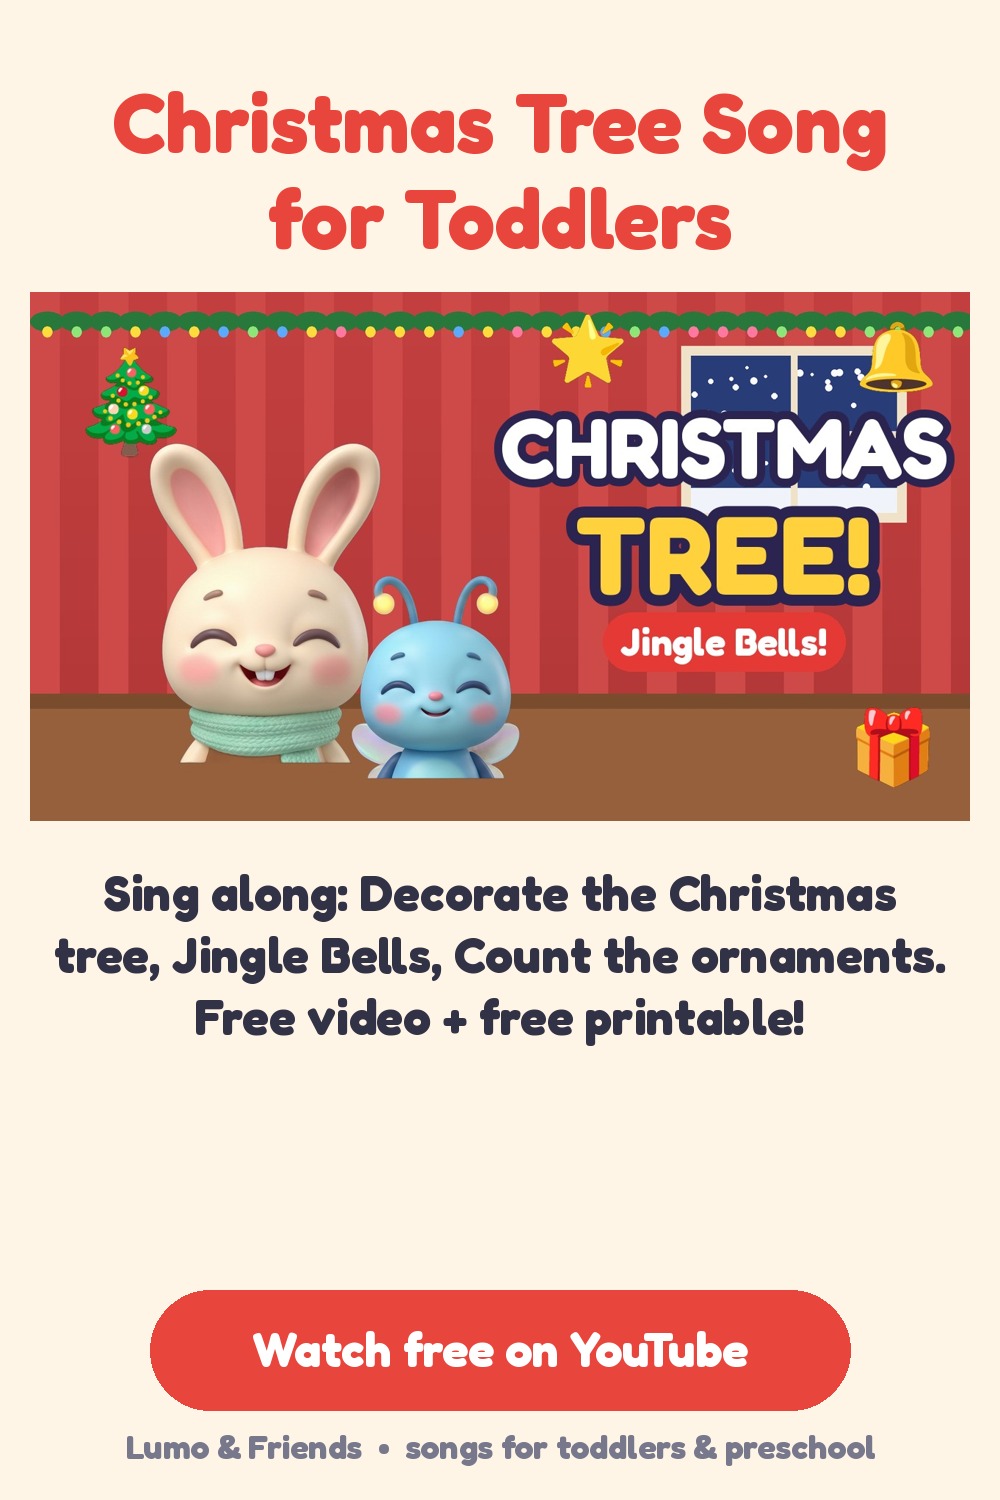 Christmas Tree Song
for Toddlers
CHRISTMAS
TREE!
Jingle Bells!
Sing along: Decorate the Christmas
tree, Jingle Bells, Count the ornaments.
Free video + free printable!
Watch free on YouTube
Lumo & Friends • songs for toddlers & preschool